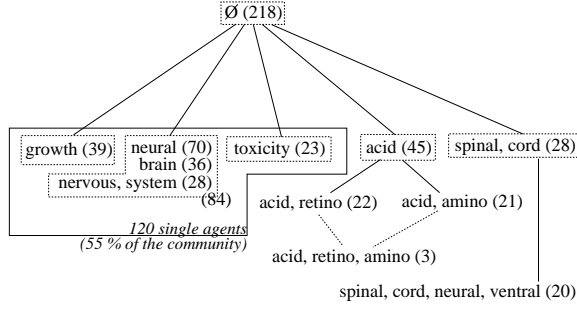 Ø (218)
growth (39)
neural (70)
toxicity (23)
acid (45)
spinal, cord (28)
brain (36)
nervous, system (28)
(84)
acid, retino (22)
acid, amino (21)
120 single agents
(55 % of the community)
acid, retino, amino (3)
spinal, cord, neural, ventral (20)